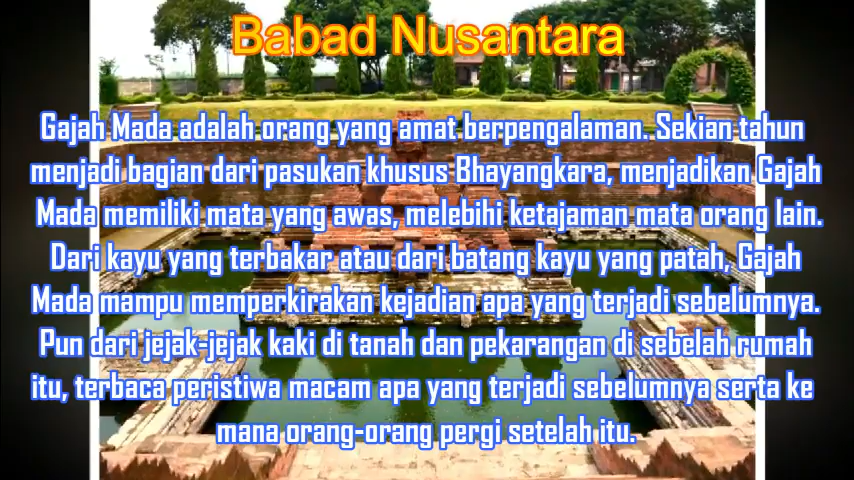 Babad Nusantara
Gajah Mada adalah orang yang amat berpengalaman. Sekian tahun
menjadi bagian dari pasukan khusus Bhayangkara, menjadikan Gajah
Mada memiliki mata yang awas, melebihi ketajaman mata orang lain.
Dari kayu yang terbakar atau dari batang kayu yang patah, Gajah
Mada mampu memperkirakan kejadian apa yang terjadi sebelumnya.
Pun dari jejak-jejak kaki di tanah dan pekarangan di sebelah rumah
itu, terbaca peristiwa macam apa yang terjadi sebelumnya serta ke
mana orang-orang pergi setelah itu.